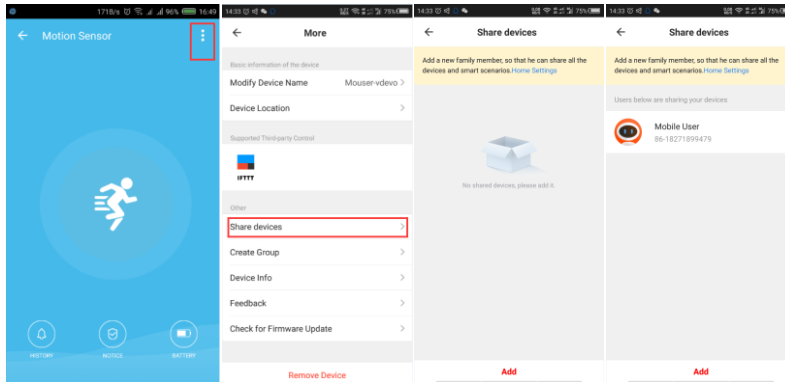 171B/s 96% 16:49
Motion Sensor
HISTORY
NOTICE
BATTERY
14:33 75%
More
Basic information of the device
Modify Device Name Mouser-vdevo >
Device Location >
Supported Third-party Control
IFTTT
Other
Share devices >
Create Group >
Device Info >
Feedback >
Check for Firmware Update >
Remove Device
14:33 75%
Share devices
Add a new family member, so that he can share all the
devices and smart scenarios.Home Settings
No shared devices, please add it.
Add
14:33 75%
Share devices
Add a new family member, so that he can share all the
devices and smart scenarios.Home Settings
Users below are sharing your devices
Mobile User
86-18271899479
Add